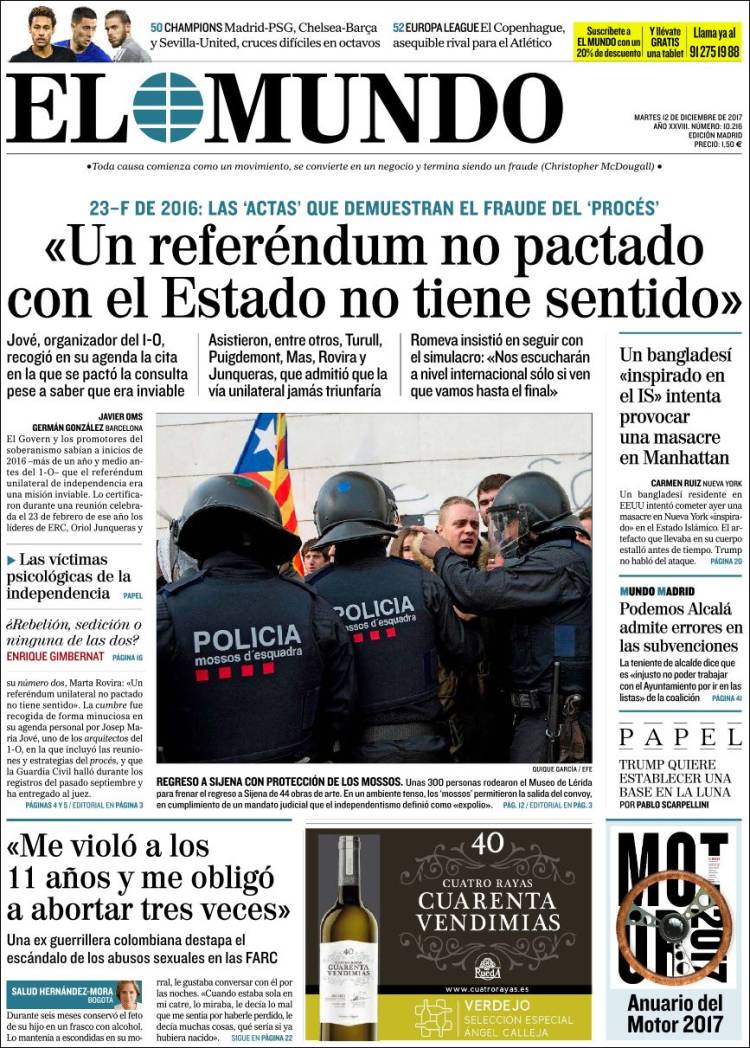 50 CHAMPIONS Madrid-PSG, Chelsea-Barça
y Sevilla-United, cruces difíciles en octavos
52 EUROPA LEAGUE El Copenhague,
asequible rival para el Atlético
Suscríbete a
EL MUNDO con un
20% de descuento
Y llévate
GRATIS
una tablet
Llama ya al
91 275 19 88
EL MUNDO
MARTES 12 DE DICIEMBRE DE 2017
AÑO XXVIII. NÚMERO: 10.216
EDICIÓN MADRID
PRECIO: 1,50 €
•Toda causa comienza como un movimiento, se convierte en un negocio y termina siendo un fraude (Christopher McDougall) •
23-F DE 2016: LAS ‘ACTAS’ QUE DEMUESTRAN EL FRAUDE DEL ‘PROCÉS’
«Un referéndum no pactado
con el Estado no tiene sentido»
Jové, organizador del 1-O,
recogió en su agenda la cita
en la que se pactó la consulta
pese a saber que era inviable
Asistieron, entre otros, Turull,
Puigdemont, Mas, Rovira y
Junqueras, que admitió que la
vía unilateral jamás triunfaría
Romeva insistió en seguir con
el simulacro: «Nos escucharán
a nivel internacional sólo si ven
que vamos hasta el final»
JAVIER OMS
GERMÁN GONZÁLEZ BARCELONA
El Govern y los promotores del
soberanismo sabían a inicios de
2016 –más de un año y medio an-
tes del 1-O– que el referéndum
unilateral de independencia era
una misión inviable. Lo certifica-
ron durante una reunión celebra-
da el 23 de febrero de ese año los
líderes de ERC, Oriol Junqueras y
▶ Las víctimas
psicológicas de la
independencia PAPEL
¿Rebelión, sedición o
ninguna de las dos?
ENRIQUE GIMBERNAT PÁGINA 16
su número dos, Marta Rovira: «Un
referéndum unilateral no pactado
no tiene sentido». La cumbre fue
recogida de forma minuciosa en
su agenda personal por Josep Ma-
ria Jové, uno de los arquitectos del
1-O, en la que incluyó las reunio-
nes y estrategias del procés, y que
la Guardia Civil halló durante los
registros del pasado septiembre y
ha entregado al juez.
PÁGINAS 4 Y 5 / EDITORIAL EN PÁGINA 3
POLICIA
mossos d'esquadra
POLICIA
mossos d'esquadra
QUIQUE GARCÍA / EFE
REGRESO A SIJENA CON PROTECCIÓN DE LOS MOSSOS. Unas 300 personas rodearon el Museo de Lérida
para frenar el regreso a Sijena de 44 obras de arte. En un ambiente tenso, los 'mossos' permitieron la salida del convoy,
en cumplimiento de un mandato judicial que el independentismo definió como «expolio». PÁG. 12 / EDITORIAL EN PÁG. 3
Un bangladesí
«inspirado en
el IS» intenta
provocar
una masacre
en Manhattan
CARMEN RUIZ NUEVA YORK
Un bangladesí residente en
EEUU intentó cometer ayer una
masacre en Nueva York «inspira-
do» en el Estado Islámico. El ar-
tefacto que llevaba en su cuerpo
estalló antes de tiempo. Trump
no habló del ataque. PÁGINA 20
MUNDO MADRID
Podemos Alcalá
admite errores en
las subvenciones
La teniente de alcalde dice que
es «injusto no poder trabajar
con el Ayuntamiento por ir en las
listas» de la coalición PÁGINA 41
PAPEL
TRUMP QUIERE
ESTABLECER UNA
BASE EN LA LUNA
POR PABLO SCARPELLINI
«Me violó a los
11 años y me obligó
a abortar tres veces»
Una ex guerrillera colombiana destapa el
escándalo de los abusos sexuales en las FARC
SALUD HERNÁNDEZ-MORA
BOGOTÁ
Durante seis meses conservó el feto
de su hijo en un frasco con alcohol.
Lo mantenía a escondidas en su mo-
rral, le gustaba conversar con él por
las noches. «Cuando estaba sola en
mi catre, lo miraba, le decía lo mal
que me sentía por haberle perdido, le
decía muchas cosas, qué sería si ya
hubiera nacido». SIGUE EN PÁGINA 22
40
CUATRO RAYAS
CUARENTA
VENDIMIAS
40
CUATRO RAYAS
CUARENTA
VENDIMIAS
RUEDA
www.cuatrorayas.es
VERDEJO
SELECCIÓN ESPECIAL
ÁNGEL CALLEJA
MOTOR
2017
Anuario del
Motor 2017